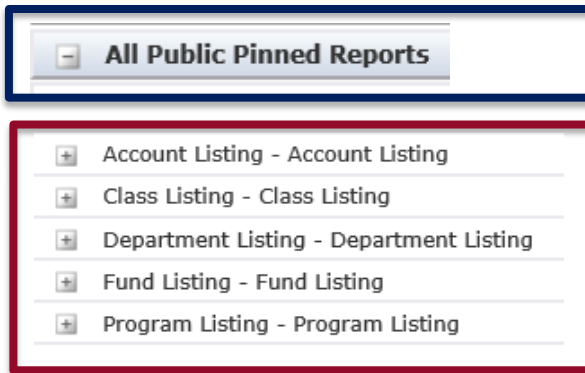 All Public Pinned Reports
Account Listing - Account Listing
Class Listing - Class Listing
Department Listing - Department Listing
Fund Listing - Fund Listing
Program Listing - Program Listing